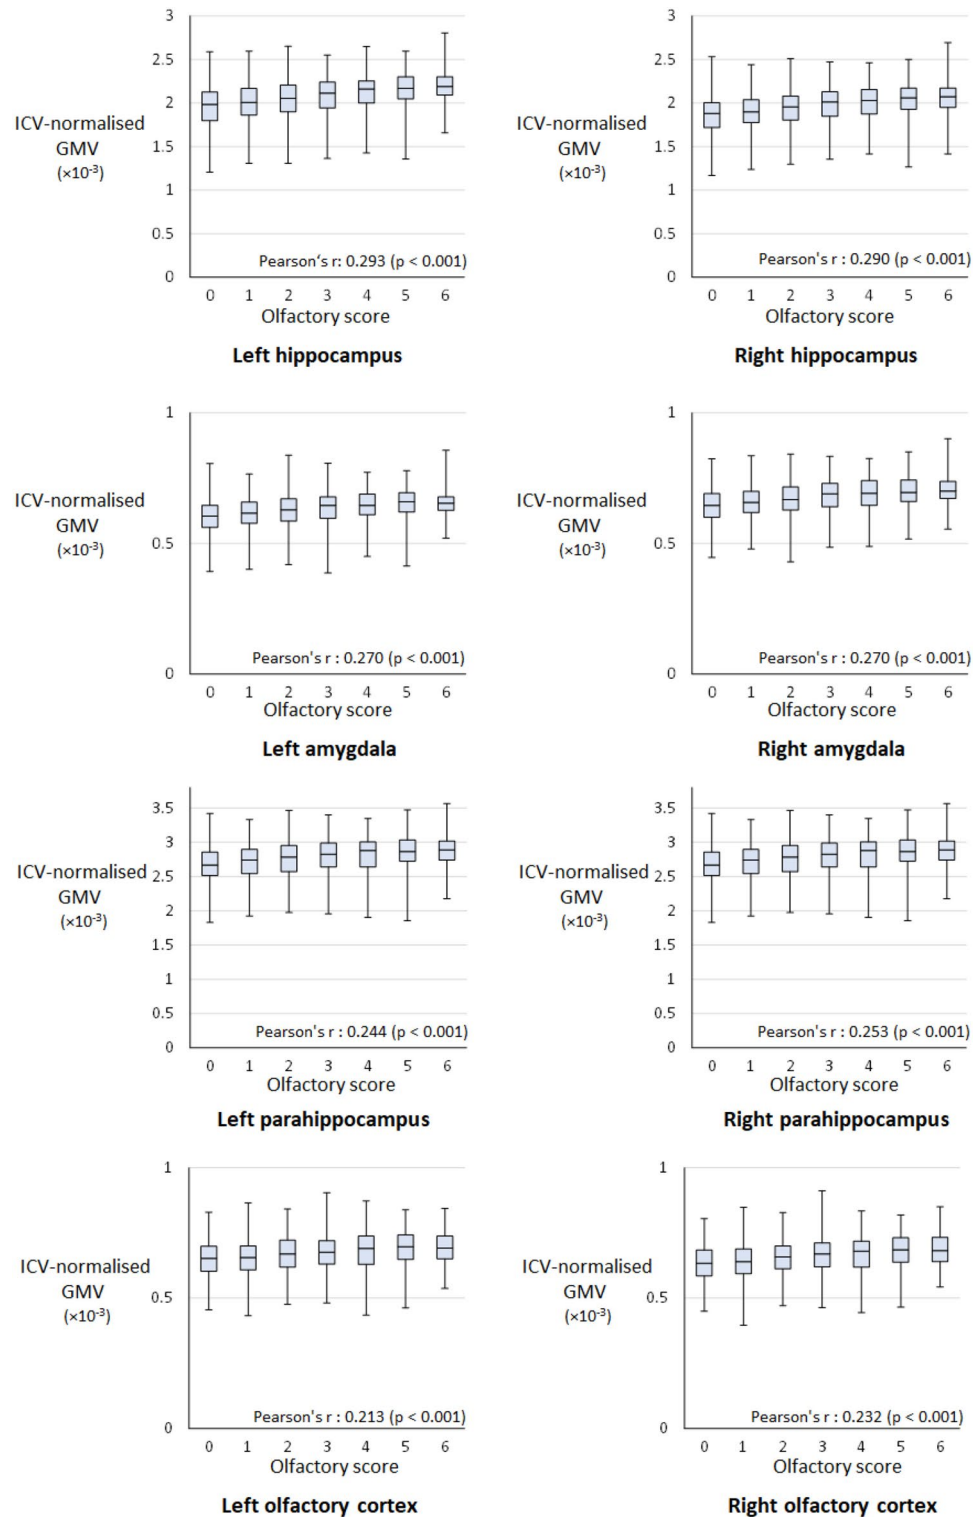 3
2.5
2
1.5
1
0.5
0
ICV-normalised
GMV
(×10-3)
Pearson‘s r: 0.293 (p < 0.001)
0 1 2 3 4 5 6
Olfactory score
Left hippocampus
3
2.5
2
1.5
1
0.5
0
ICV-normalised
GMV
(×10-3)
Pearson's r : 0.290 (p < 0.001)
0 1 2 3 4 5 6
Olfactory score
Right hippocampus
1
0.5
0
ICV-normalised
GMV
(×10-3)
Pearson's r : 0.270 (p < 0.001)
0 1 2 3 4 5 6
Olfactory score
Left amygdala
1
0.5
0
ICV-normalised
GMV
(×10-3)
Pearson's r : 0.270 (p < 0.001)
0 1 2 3 4 5 6
Olfactory score
Right amygdala
3.5
3
2.5
2
1.5
1
0.5
0
ICV-normalised
GMV
(×10-3)
Pearson's r : 0.244 (p < 0.001)
0 1 2 3 4 5 6
Olfactory score
Left parahippocampus
3.5
3
2.5
2
1.5
1
0.5
0
ICV-normalised
GMV
(×10-3)
Pearson's r : 0.253 (p < 0.001)
0 1 2 3 4 5 6
Olfactory score
Right parahippocampus
1
0.5
0
ICV-normalised
GMV
(×10-3)
Pearson's r : 0.213 (p < 0.001)
0 1 2 3 4 5 6
Olfactory score
Left olfactory cortex
1
0.5
0
ICV-normalised
GMV
(×10-3)
Pearson's r : 0.232 (p < 0.001)
0 1 2 3 4 5 6
Olfactory score
Right olfactory cortex